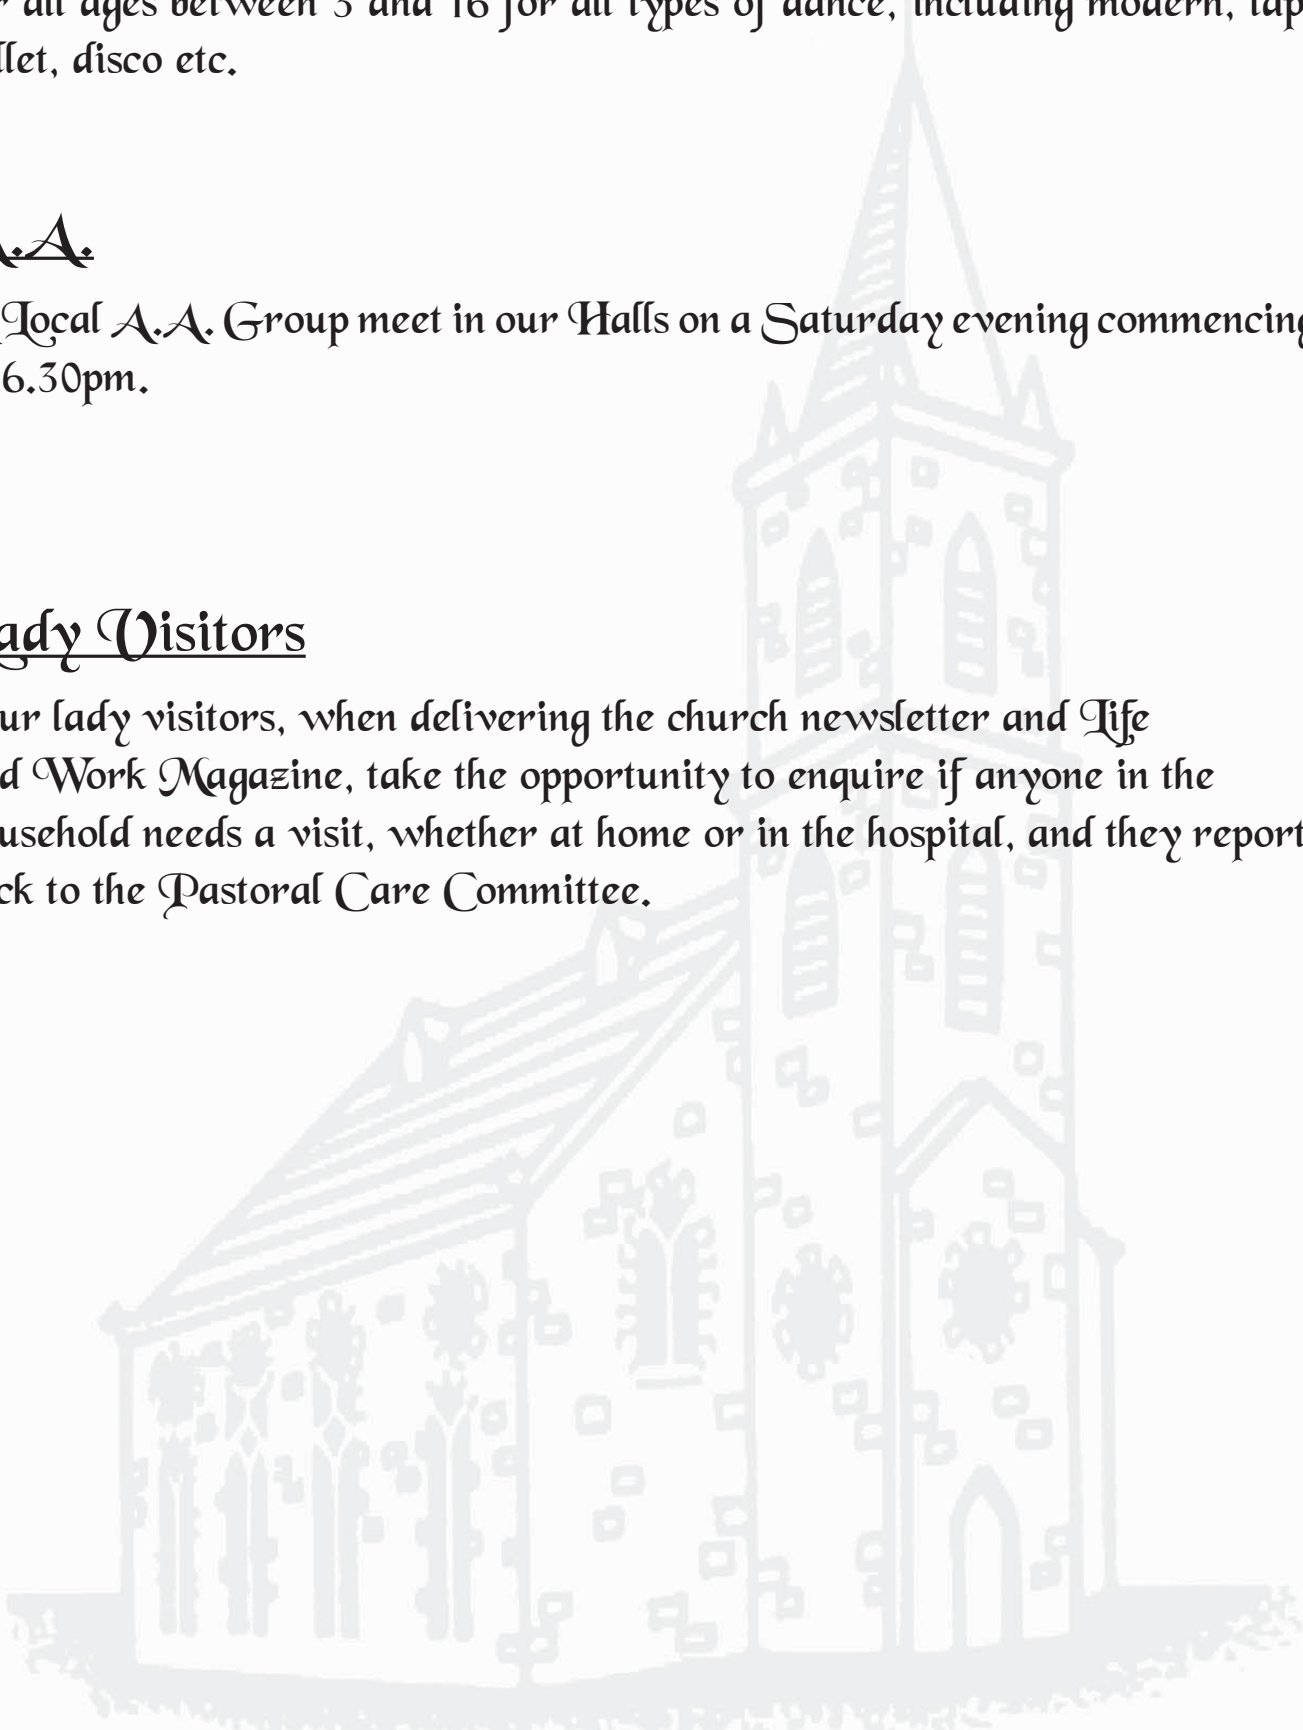 all ages between 3 and 16 for all types of dance, including modern, tap
llet, disco etc.
A.A.
Local A.A. Group meet in our Halls on a Saturday evening commencing
6.30pm.
ady Visitors
ur lady visitors, when delivering the church newsletter and Life
d Work Magazine, take the opportunity to enquire if anyone in the
usehold needs a visit, whether at home or in the hospital, and they report
ck to the Pastoral Care Committee.